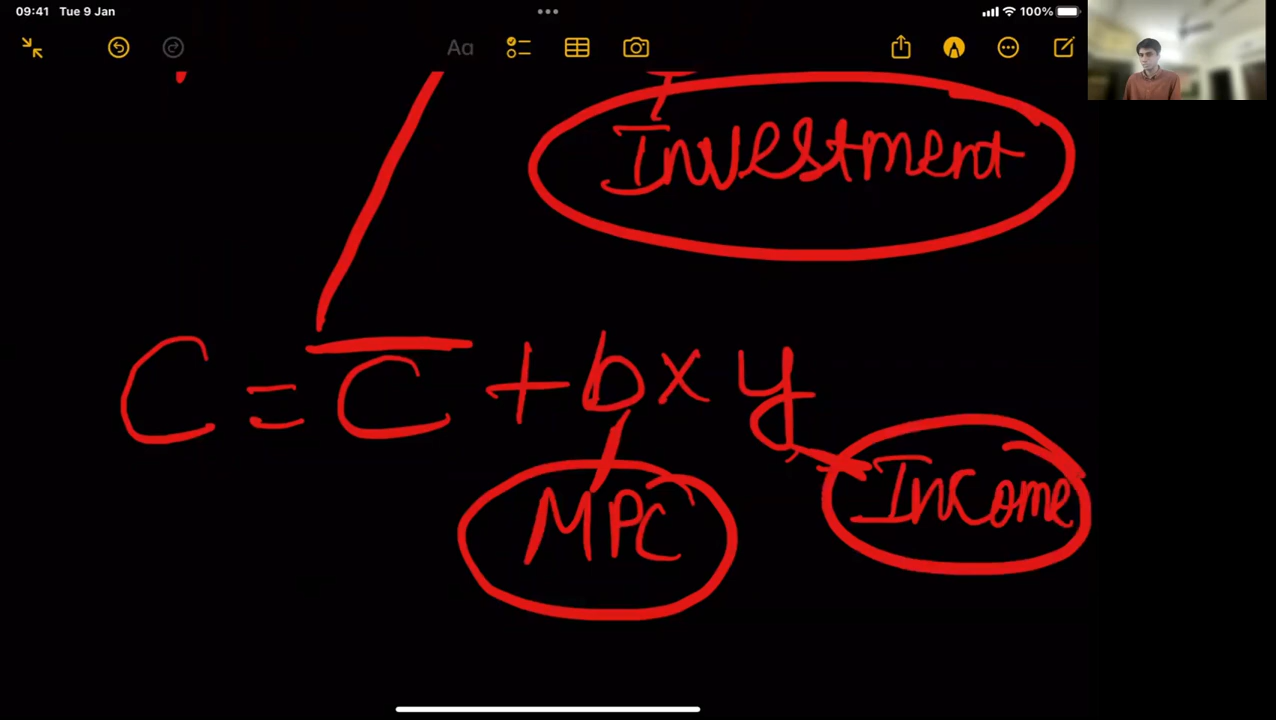 09:41 Tue 9 Jan 100%
Aa
Investment
C = C̅ + b x y
MPC
Income